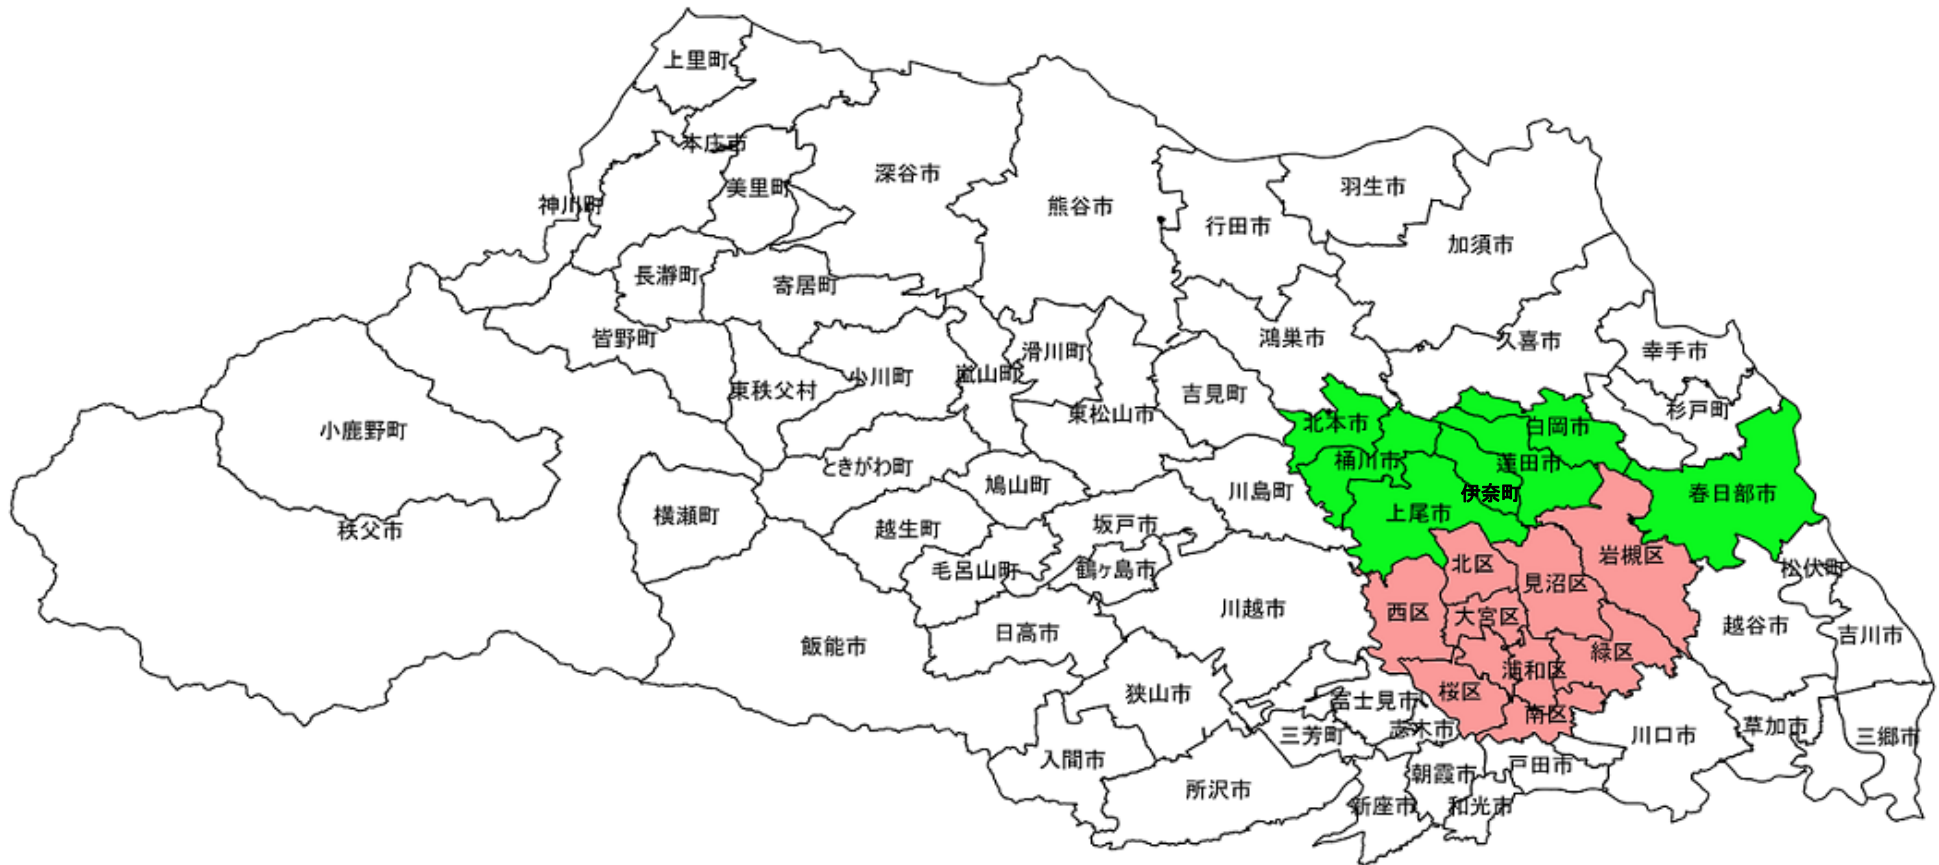 上里町
本庄市
美里町
神川町
深谷市
熊谷市
行田市
羽生市
加須市
長瀞町
寄居町
皆野町
東秩父村
小川町
嵐山町
滑川町
東松山市
吉見町
鴻巣市
久喜市
幸手市
杉戸町
小鹿野町
秩父市
横瀬町
ときがわ町
鳩山町
越生町
毛呂山町
坂戸市
鶴ヶ島市
川島町
北本市
桶川市
白岡市
蓮田市
伊奈町
上尾市
春日部市
松伏町
岩槻区
北区
見沼区
西区
大宮区
緑区
浦和区
桜区
南区
越谷市
吉川市
飯能市
日高市
川越市
狭山市
入間市
所沢市
三芳町
富士見市
志木市
朝霞市
新座市
和光市
戸田市
川口市
草加市
三郷市